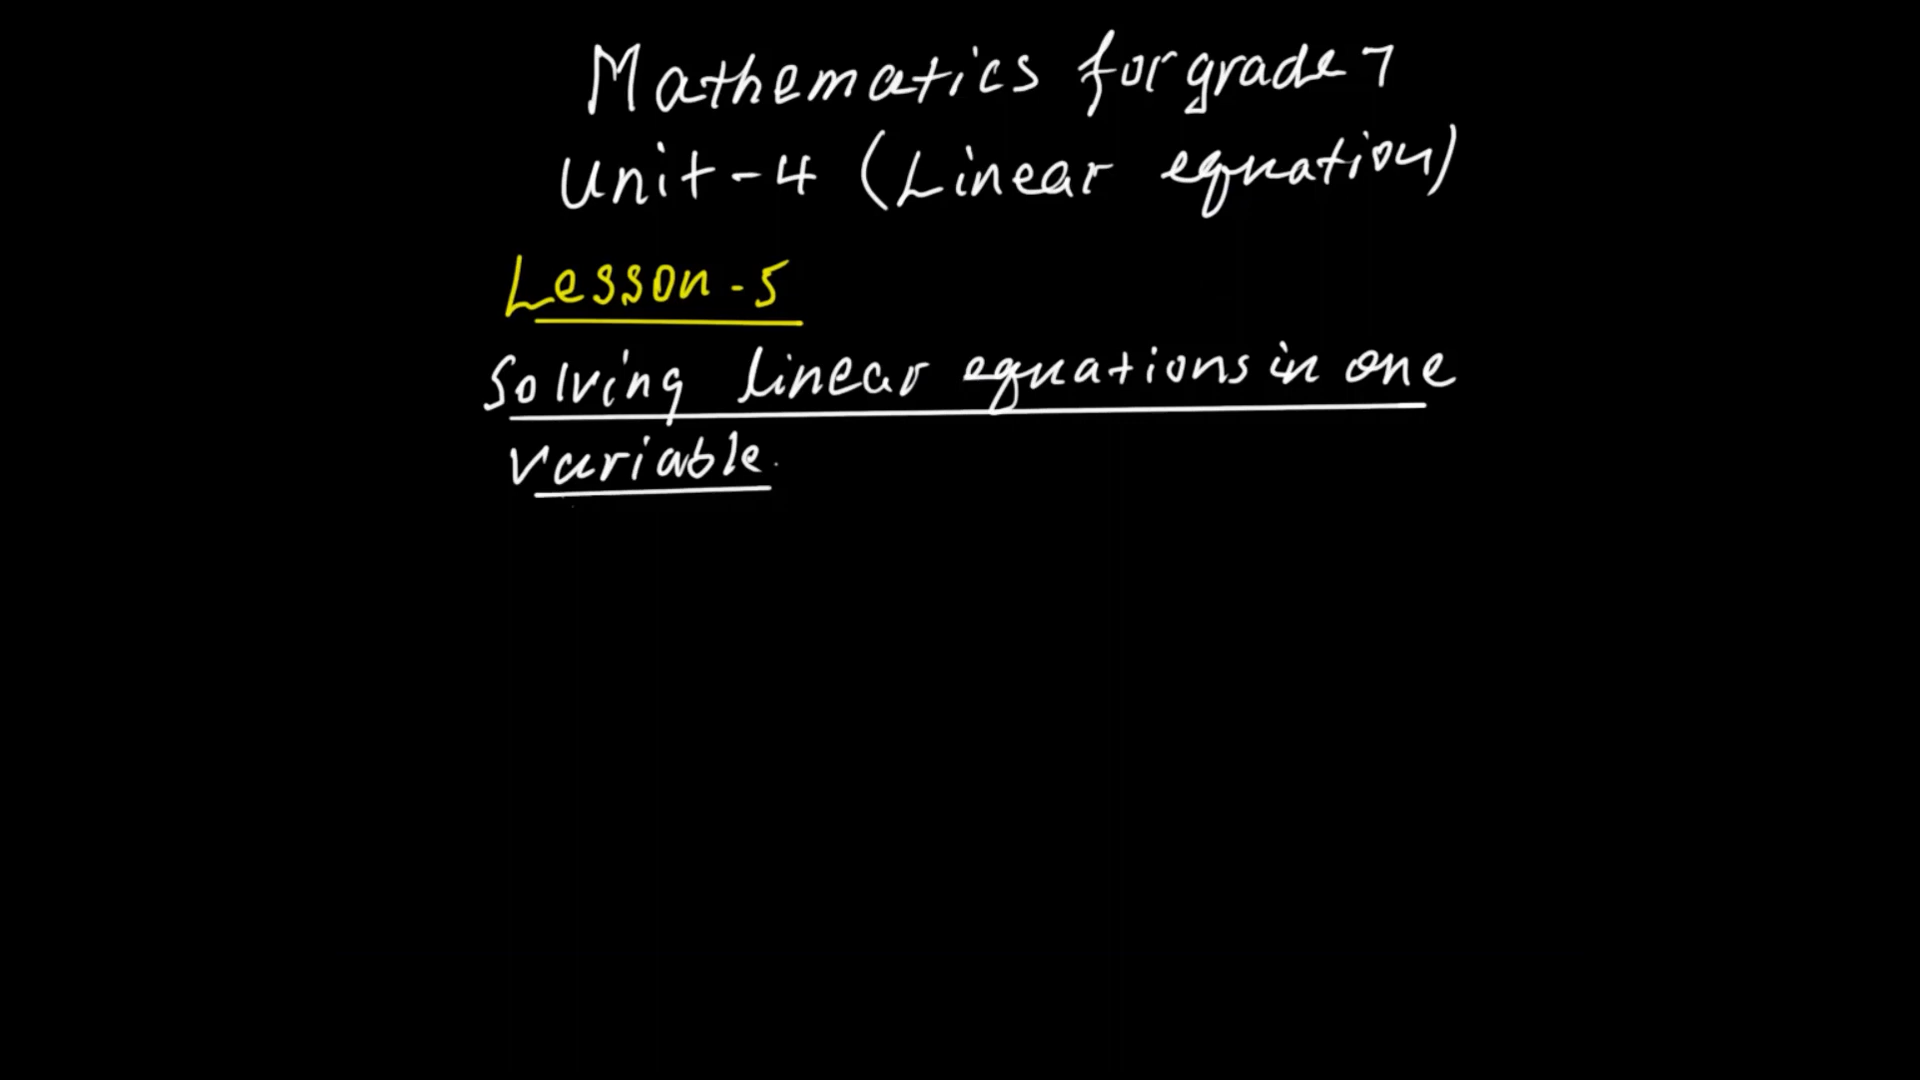 Mathematics for grade 7
Unit-4 (Linear equation)
Lesson-5
Solving linear equations in one
variable.